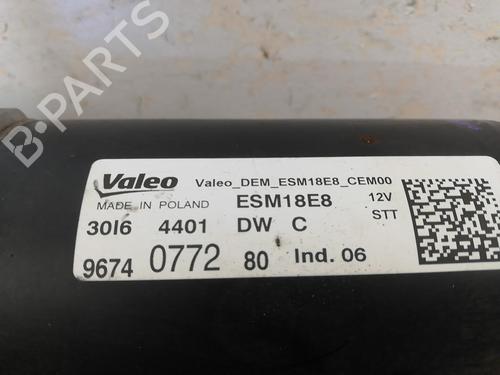 Valeo Valeo_DEM_ESM18E8_CEM00
MADE IN POLAND ESM18E8 12V
STT
30I6 4401 DW C
9674 0772 80 Ind. 06
B-PARTS